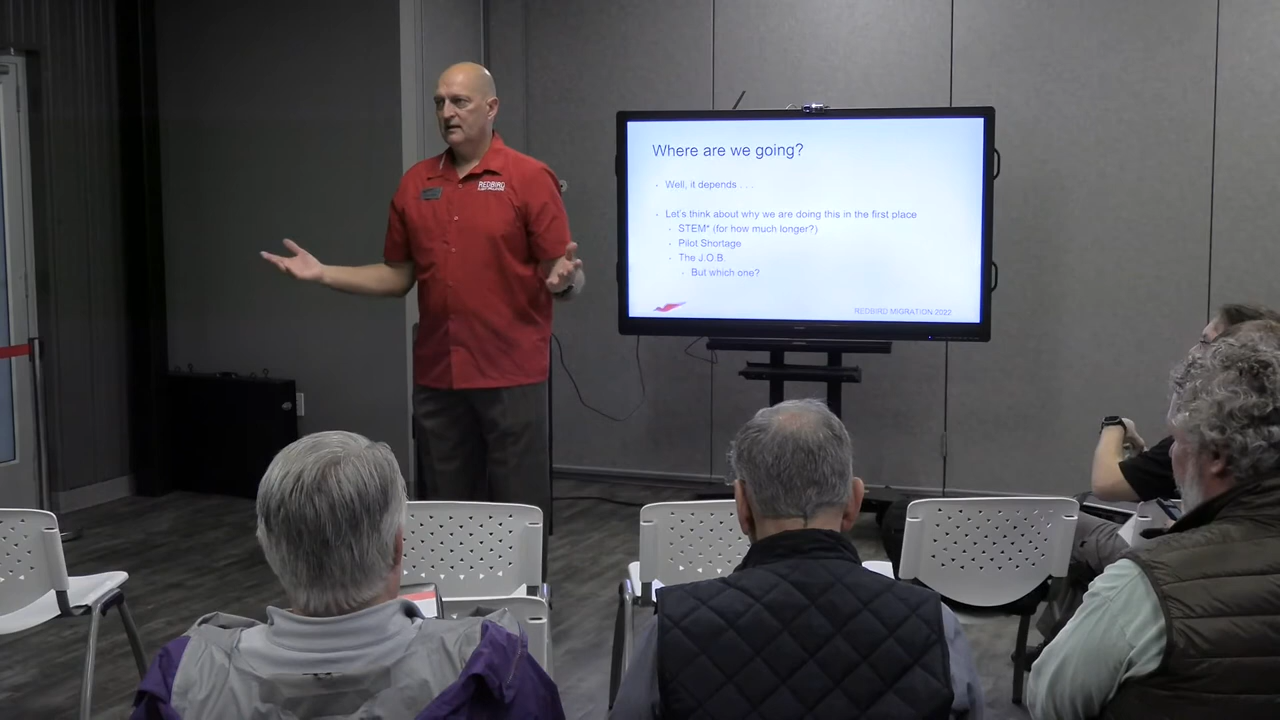 REDBIRD
Where are we going?
Well, it depends . . .
Let's think about why we are doing this in the first place
STEM* (for how much longer?)
Pilot Shortage
The J.O.B.
But which one?
REDBIRD MIGRATION 2022